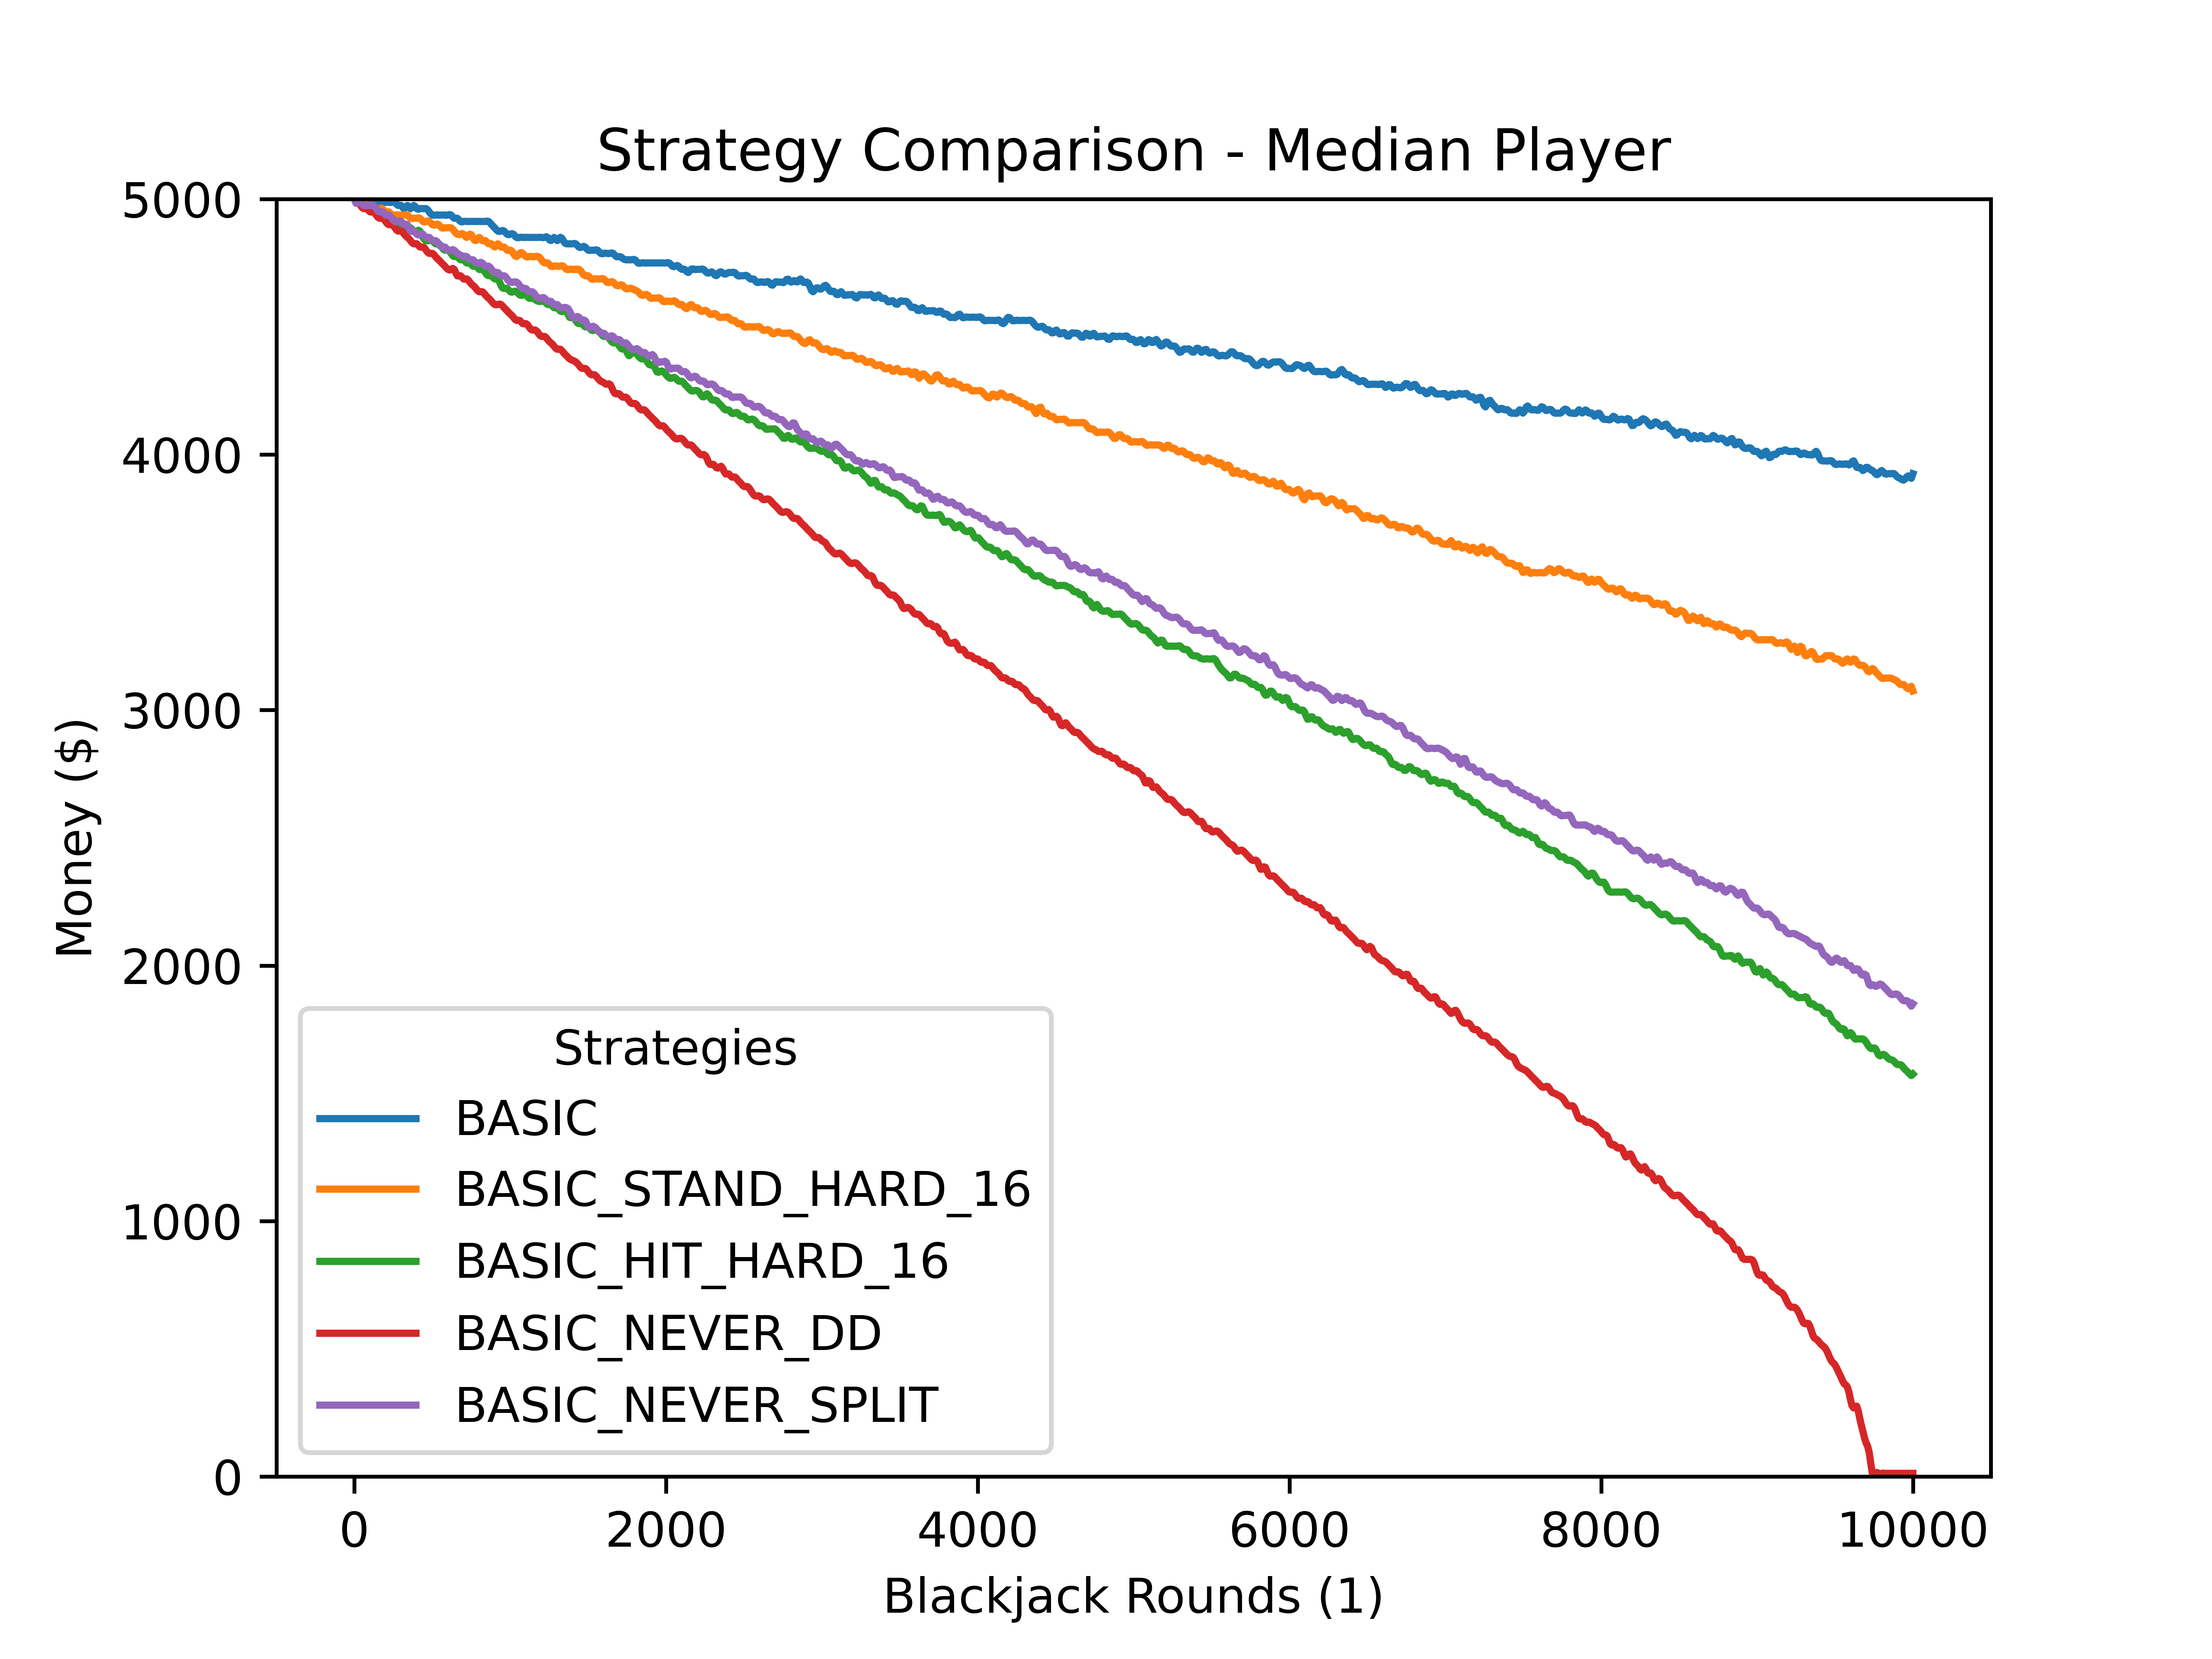 Strategy Comparison - Median Player
5000
4000
3000
2000
1000
0
Money ($)
Strategies
BASIC
BASIC_STAND_HARD_16
BASIC_HIT_HARD_16
BASIC_NEVER_DD
BASIC_NEVER_SPLIT
0 2000 4000 6000 8000 10000
Blackjack Rounds (1)